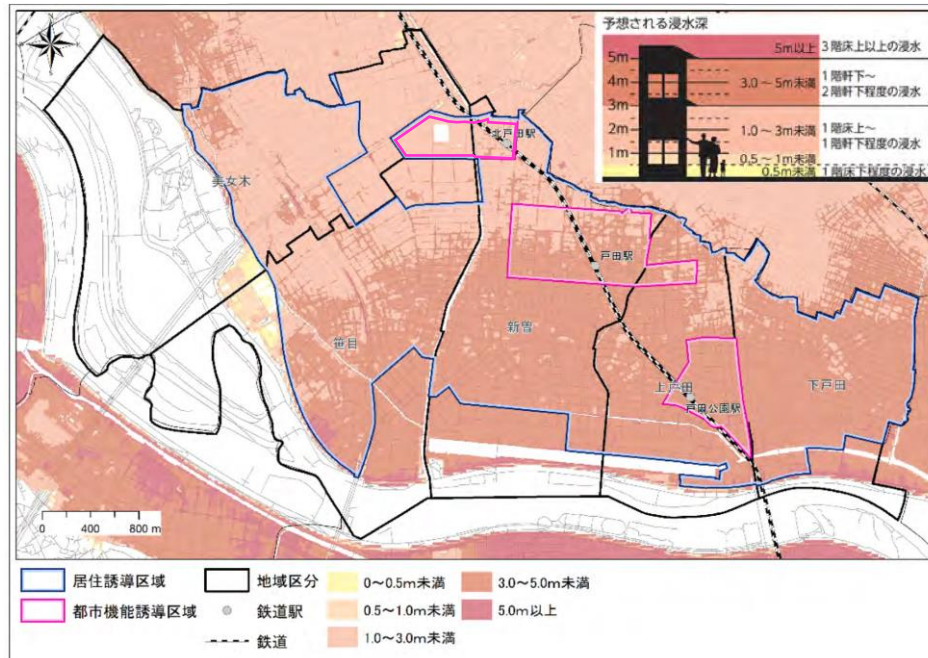 予想される浸水深
5m以上
3階床上以上の浸水
5m
4m
3.0～5m未満
1階軒下～
2階軒下程度の浸水
3m
2m
1.0～3m未満
1階床上～
1階軒下程度の浸水
1m
0.5～1m未満
0.5m未満
1階床下程度の浸水
北戸田駅
美女木
戸田駅
新曽
笹目
上戸田
戸田公園駅
下戸田
0 400 800 m
居住誘導区域
地域区分
0～0.5m未満
3.0～5.0m未満
都市機能誘導区域
鉄道駅
0.5～1.0m未満
5.0m以上
鉄道
1.0～3.0m未満